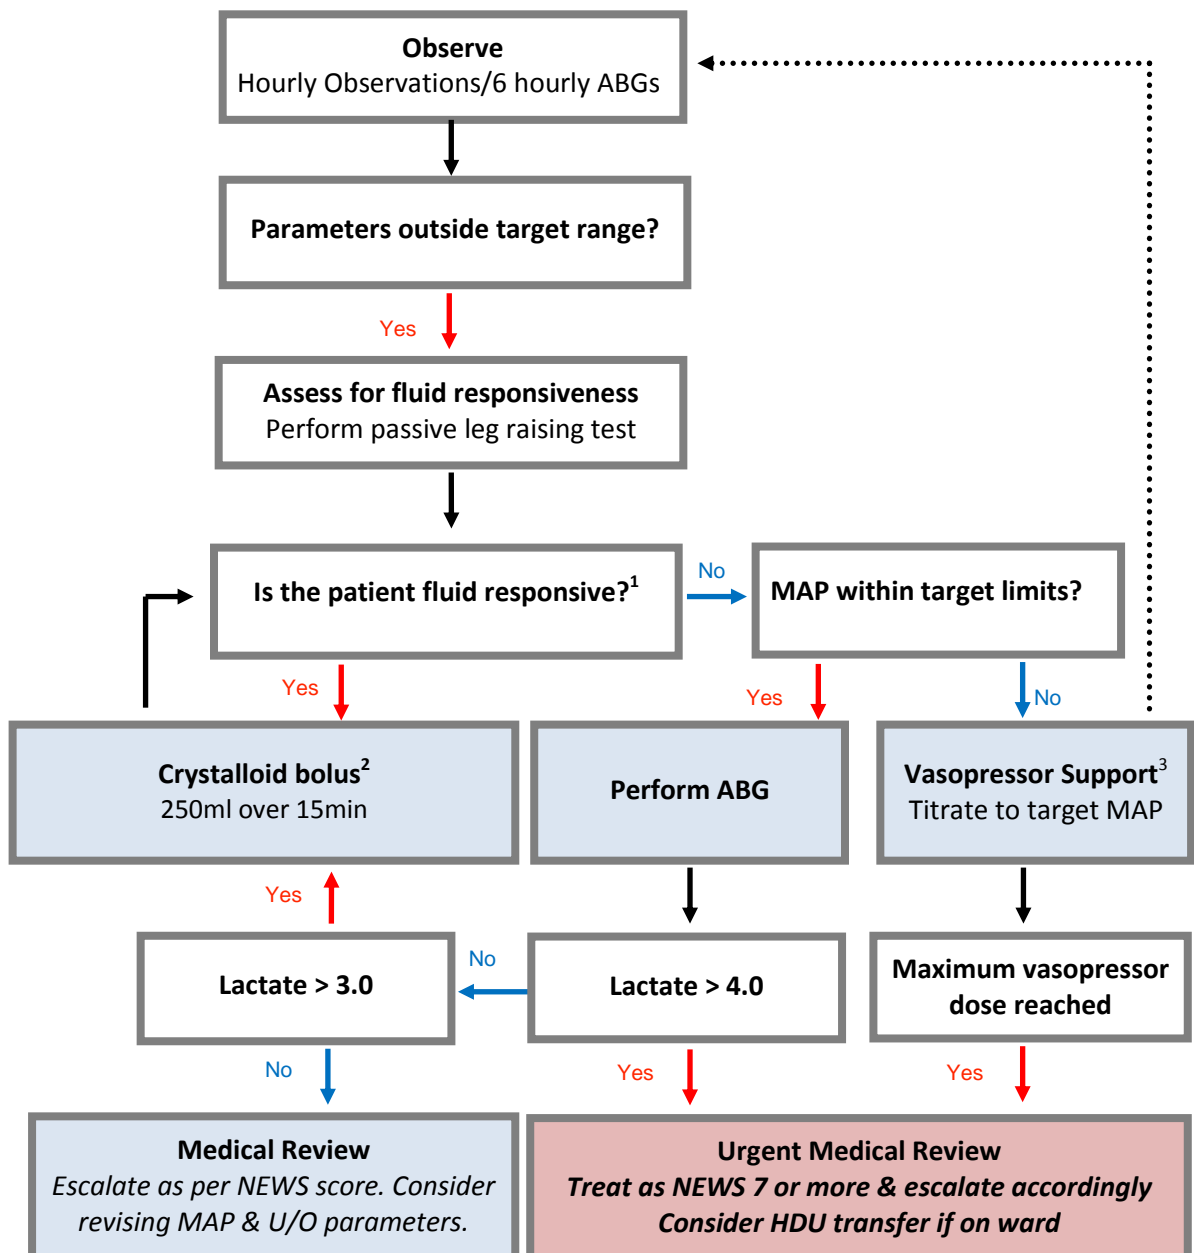 Observe
Hourly Observations/6 hourly ABGs
Parameters outside target range?
Yes
Assess for fluid responsiveness
Perform passive leg raising test
Is the patient fluid responsive?1
No
MAP within target limits?
Yes
Yes
No
Crystalloid bolus2
250ml over 15min
Perform ABG
Vasopressor Support3
Titrate to target MAP
Yes
Lactate > 3.0
No
Lactate > 4.0
Maximum vasopressor
dose reached
No
Yes
Yes
Medical Review
Escalate as per NEWS score. Consider
revising MAP & U/O parameters.
Urgent Medical Review
Treat as NEWS 7 or more & escalate accordingly
Consider HDU transfer if on ward